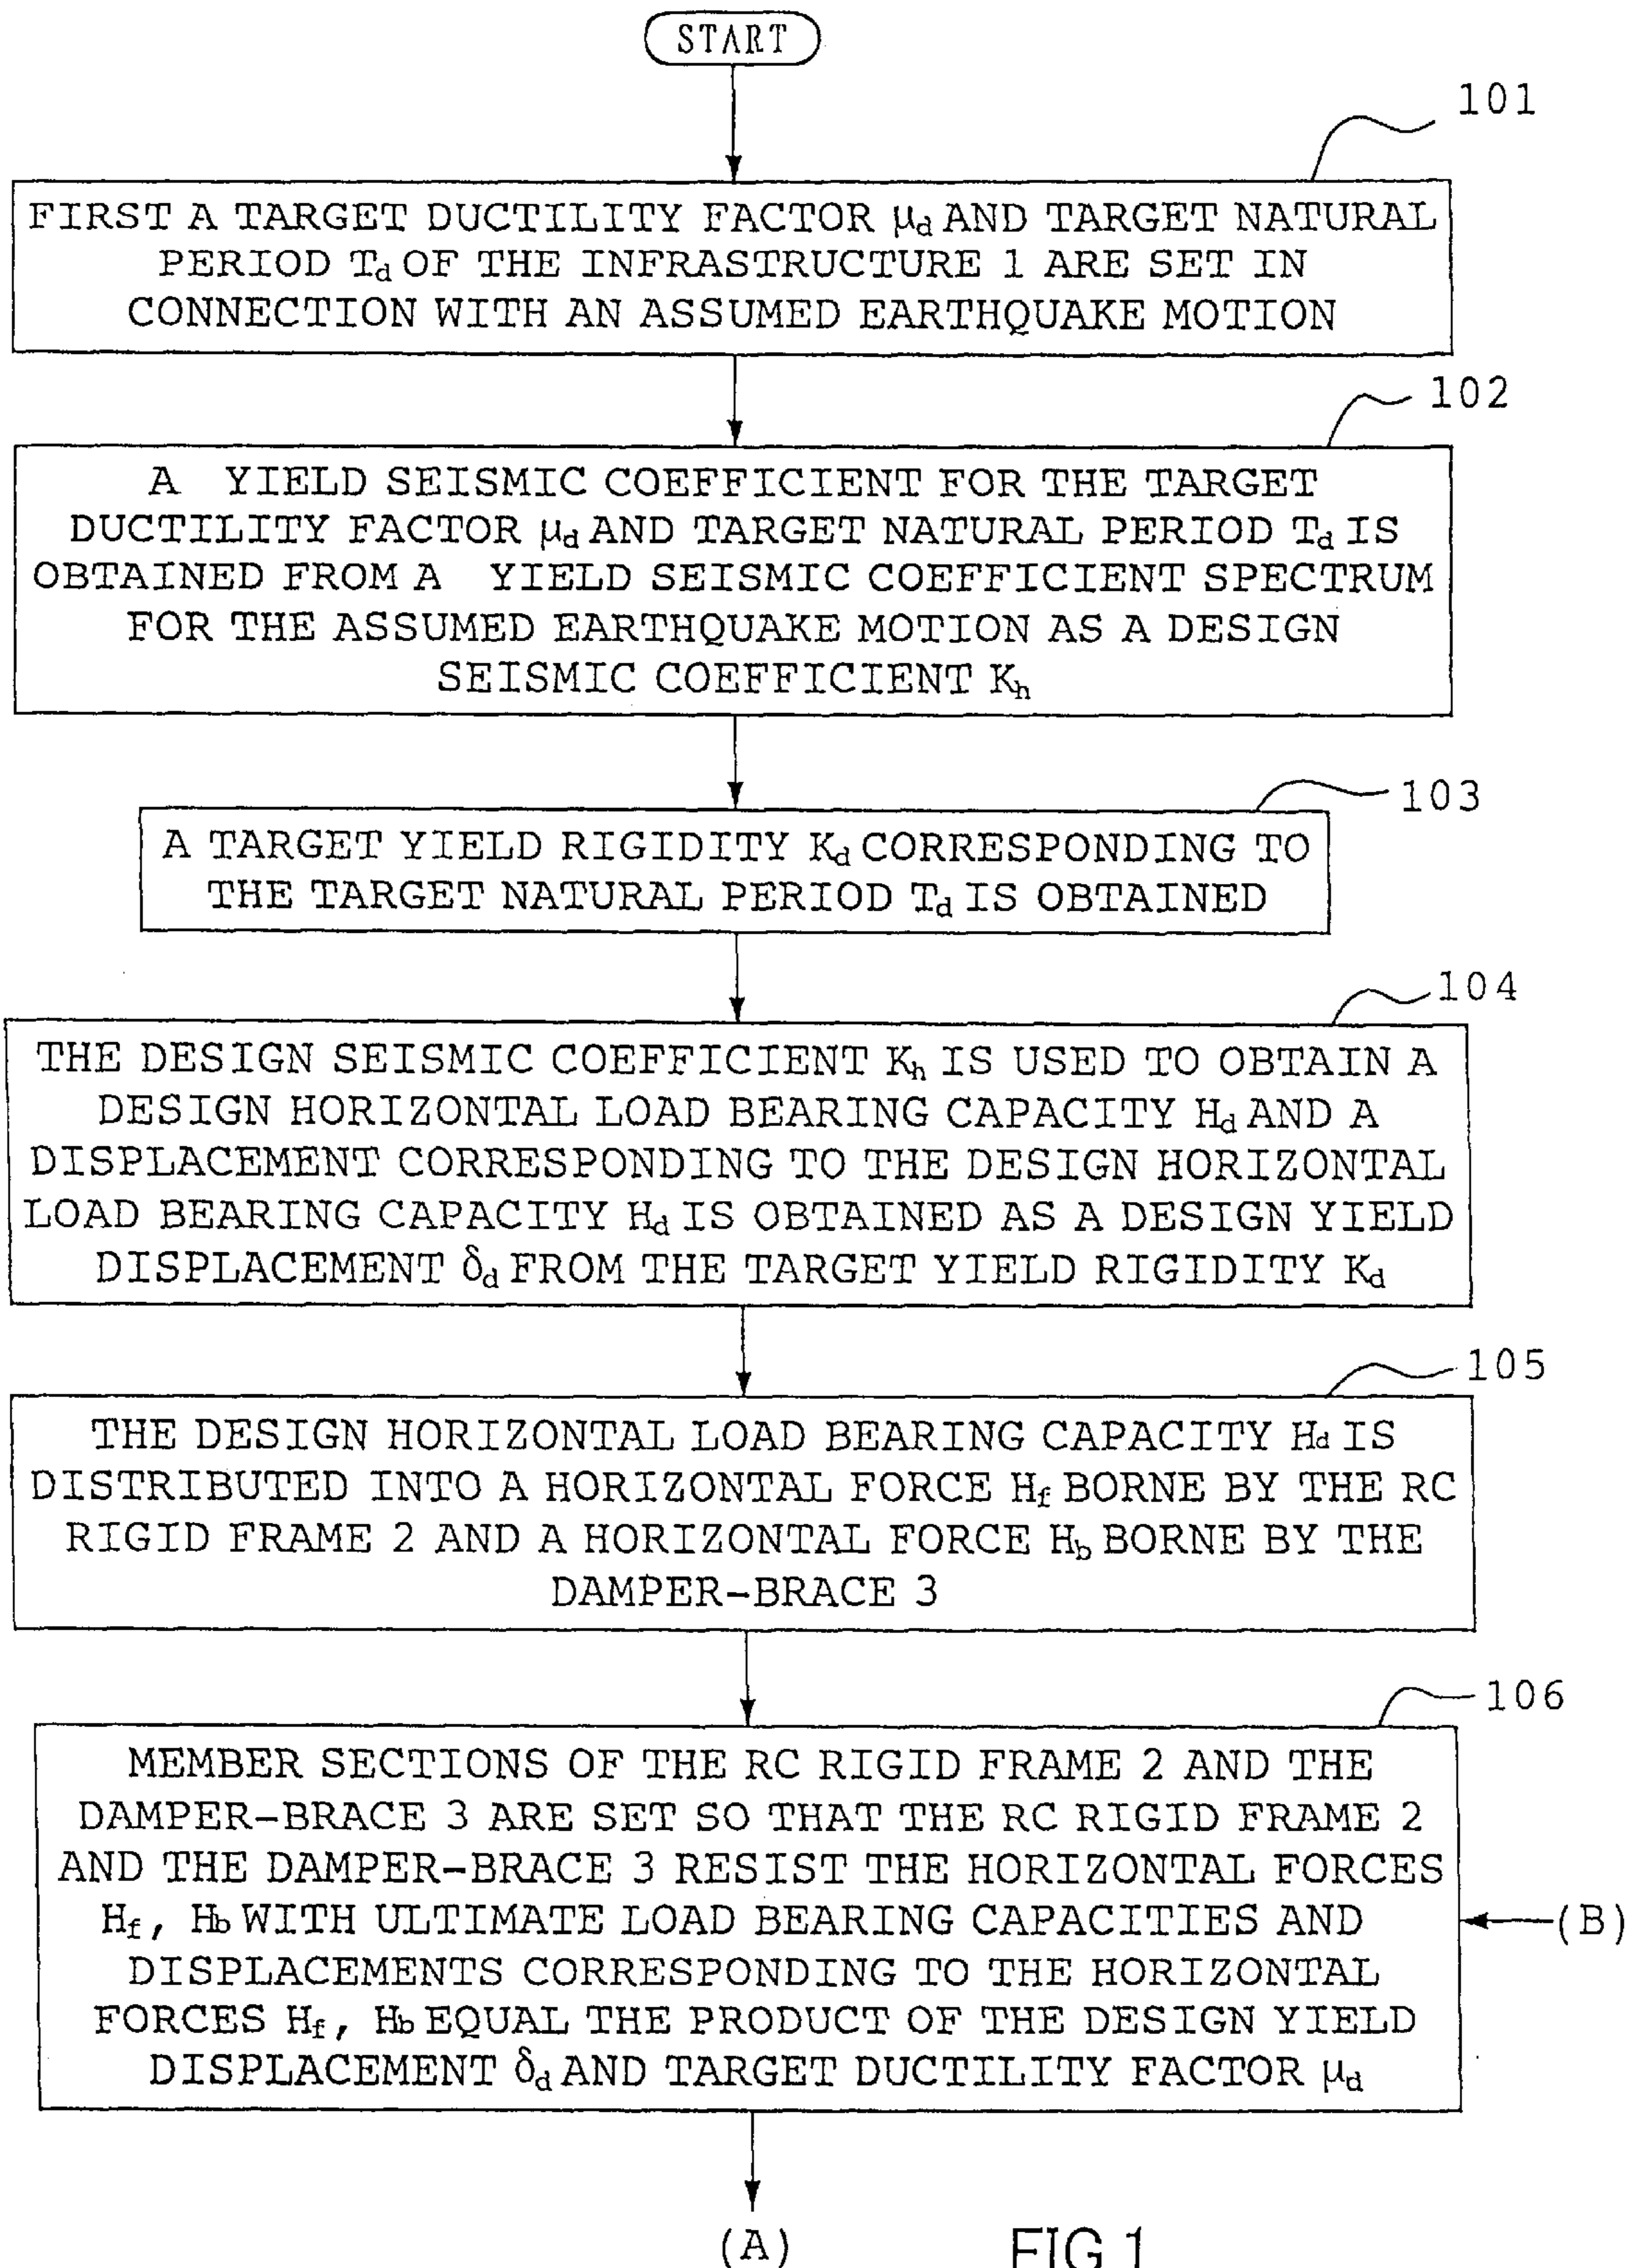 START
101
FIRST A TARGET DUCTILITY FACTOR μd AND TARGET NATURAL
PERIOD Td OF THE INFRASTRUCTURE 1 ARE SET IN
CONNECTION WITH AN ASSUMED EARTHQUAKE MOTION
102
A YIELD SEISMIC COEFFICIENT FOR THE TARGET
DUCTILITY FACTOR μd AND TARGET NATURAL PERIOD Td IS
OBTAINED FROM A YIELD SEISMIC COEFFICIENT SPECTRUM
FOR THE ASSUMED EARTHQUAKE MOTION AS A DESIGN
SEISMIC COEFFICIENT Kh
103
A TARGET YIELD RIGIDITY Kd CORRESPONDING TO
THE TARGET NATURAL PERIOD Td IS OBTAINED
104
THE DESIGN SEISMIC COEFFICIENT Kh IS USED TO OBTAIN A
DESIGN HORIZONTAL LOAD BEARING CAPACITY Hd AND A
DISPLACEMENT CORRESPONDING TO THE DESIGN HORIZONTAL
LOAD BEARING CAPACITY Hd IS OBTAINED AS A DESIGN YIELD
DISPLACEMENT δd FROM THE TARGET YIELD RIGIDITY Kd
105
THE DESIGN HORIZONTAL LOAD BEARING CAPACITY Hd IS
DISTRIBUTED INTO A HORIZONTAL FORCE Hf BORNE BY THE RC
RIGID FRAME 2 AND A HORIZONTAL FORCE Hb BORNE BY THE
DAMPER-BRACE 3
106
MEMBER SECTIONS OF THE RC RIGID FRAME 2 AND THE
DAMPER-BRACE 3 ARE SET SO THAT THE RC RIGID FRAME 2
AND THE DAMPER-BRACE 3 RESIST THE HORIZONTAL FORCES
Hf, Hb WITH ULTIMATE LOAD BEARING CAPACITIES AND
DISPLACEMENTS CORRESPONDING TO THE HORIZONTAL
FORCES Hf, Hb EQUAL THE PRODUCT OF THE DESIGN YIELD
DISPLACEMENT δd AND TARGET DUCTILITY FACTOR μd
(B)
(A)
FIG.1